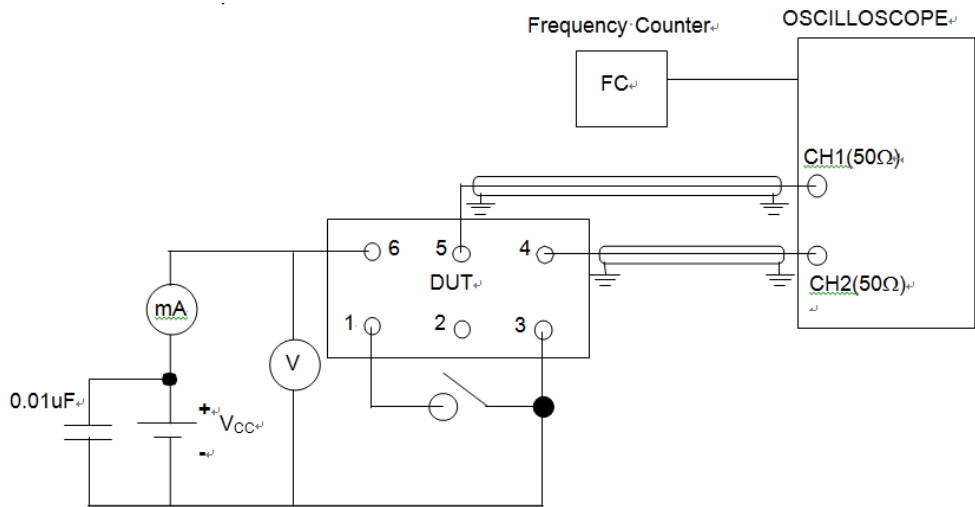 Frequency Counter
OSCILLOSCOPE
FC
CH1(50Ω)
6 5 4
DUT
CH2(50Ω)
mA
1 2 3
V
0.01uF
+
VCC
-